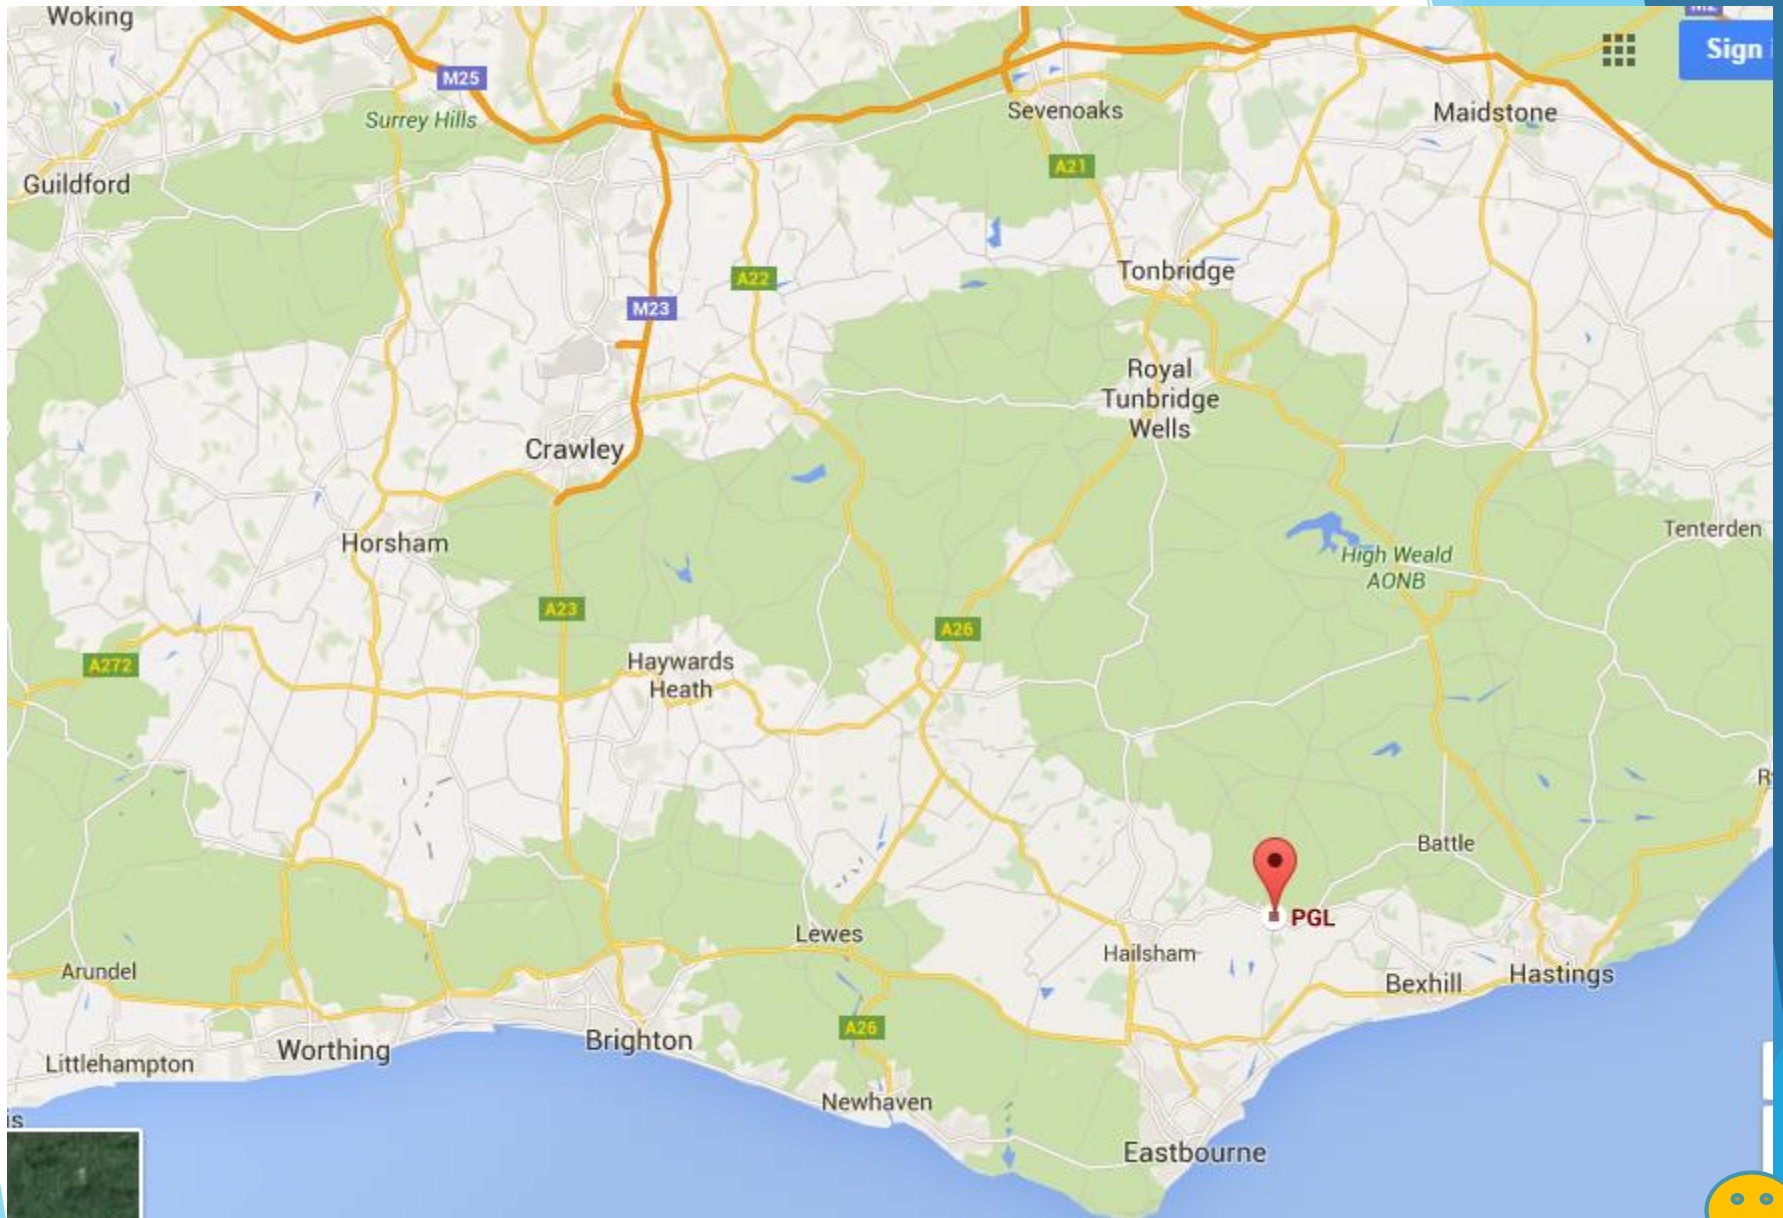 Woking
M2
Sign i
M25
Surrey Hills
Sevenoaks
Maidstone
A21
Guildford
A22
Tonbridge
M23
Royal
Tunbridge
Wells
Crawley
Horsham
Tenterden
High Weald
AONB
A23
A26
A272
Haywards
Heath
R
Battle
PGL
Lewes
Hailsham
Arundel
Bexhill
Hastings
A26
Brighton
Worthing
Littlehampton
Newhaven
is
Eastbourne